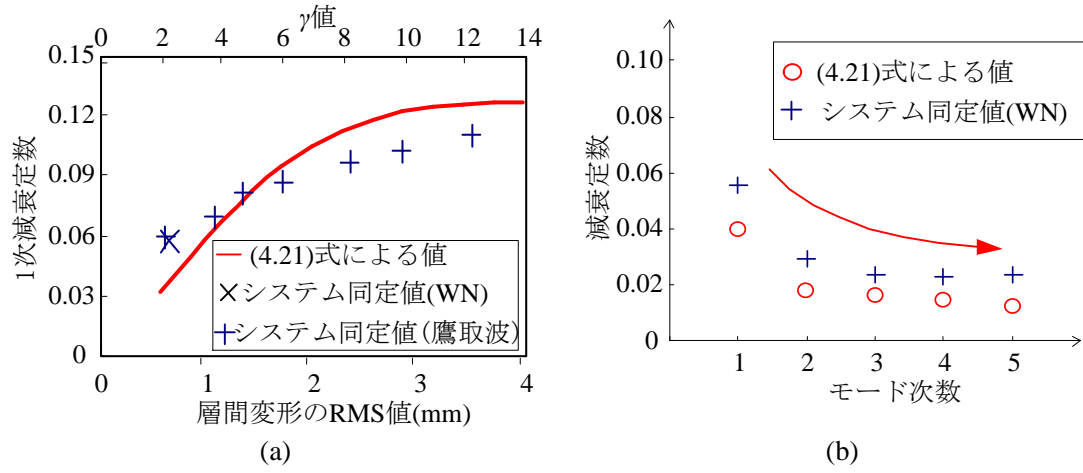 γ値
0 2 4 6 8 10 12 14
0.15
0.12
0.09
0.06
0.03
0
1次減衰定数
(4.21)式による値
システム同定値(WN)
システム同定値(鷹取波)
0 1 2 3 4
層間変形のRMS値(mm)
(a)
0.10
0.08
0.06
0.04
0.02
0
減衰定数
(4.21)式による値
システム同定値(WN)
1 2 3 4 5
モード次数
(b)